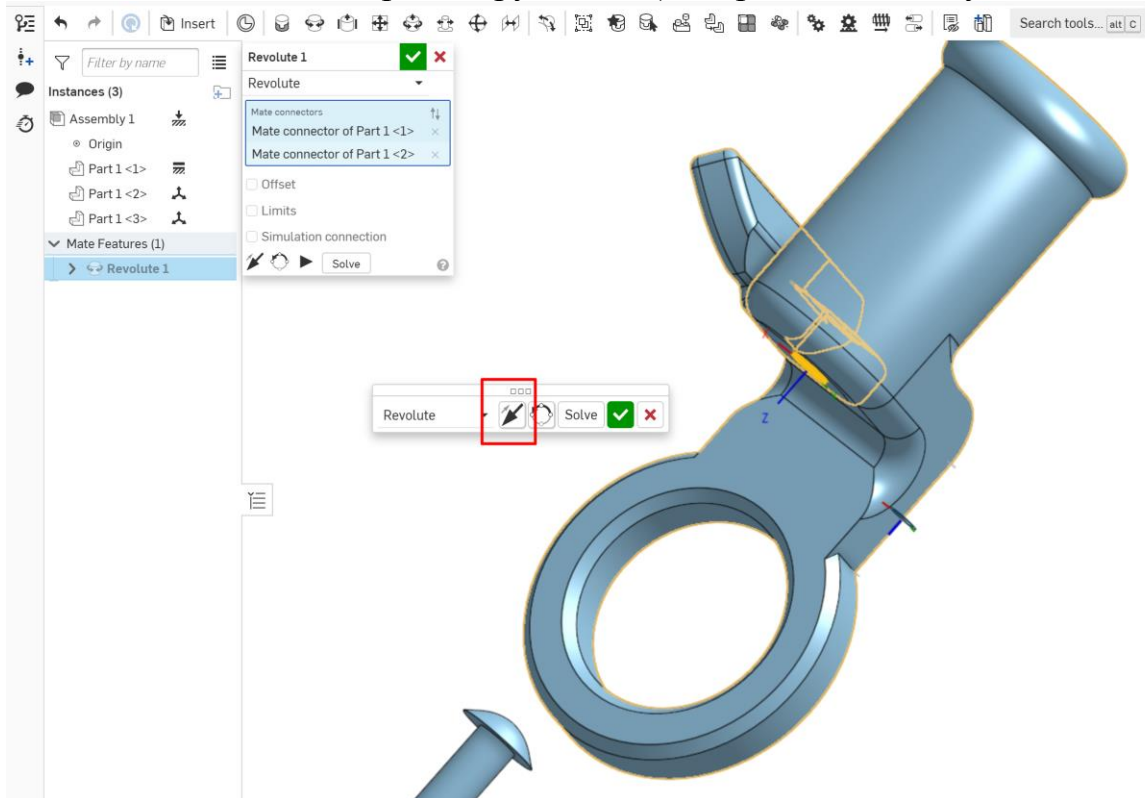 Insert
Search tools... alt C
Filter by name
Instances (3)
Assembly 1
Origin
Part 1 <1>
Part 1 <2>
Part 1 <3>
Mate Features (1)
Revolute 1
Revolute 1
Revolute
Mate connectors
Mate connector of Part 1 <1>
Mate connector of Part 1 <2>
Offset
Limits
Simulation connection
Solve
Revolute
Solve
X
Z
Z